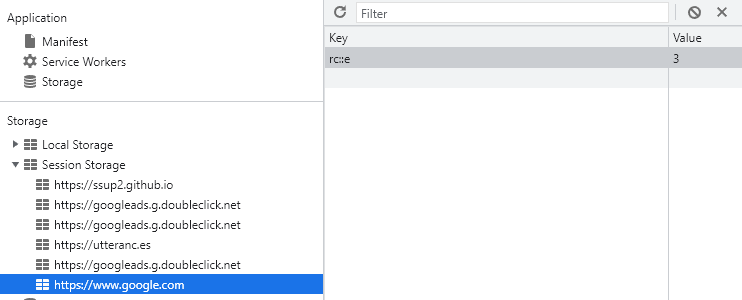 Application
Manifest
Service Workers
Storage
Storage
Local Storage
Session Storage
https://ssup2.github.io
https://googleads.g.doubleclick.net
https://googleads.g.doubleclick.net
https://utteranc.es
https://googleads.g.doubleclick.net
https://www.google.com
Filter
Key Value
rc::e 3